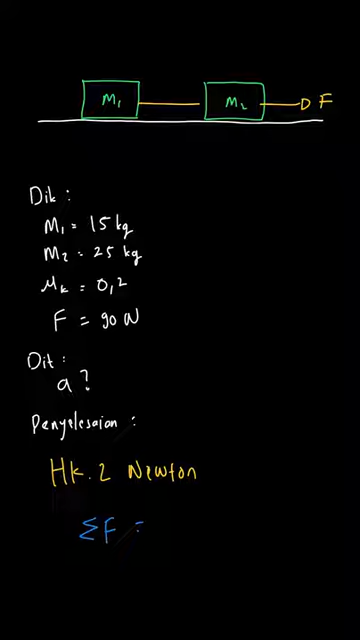 M₁ M₂ F
Dik :
M₁ = 15 kg
M₂ = 25 kg
μₖ = 0,2
F = 90 N
Dit :
a ?
Penyelesaian :
Hk. 2 Newton
ΣF =